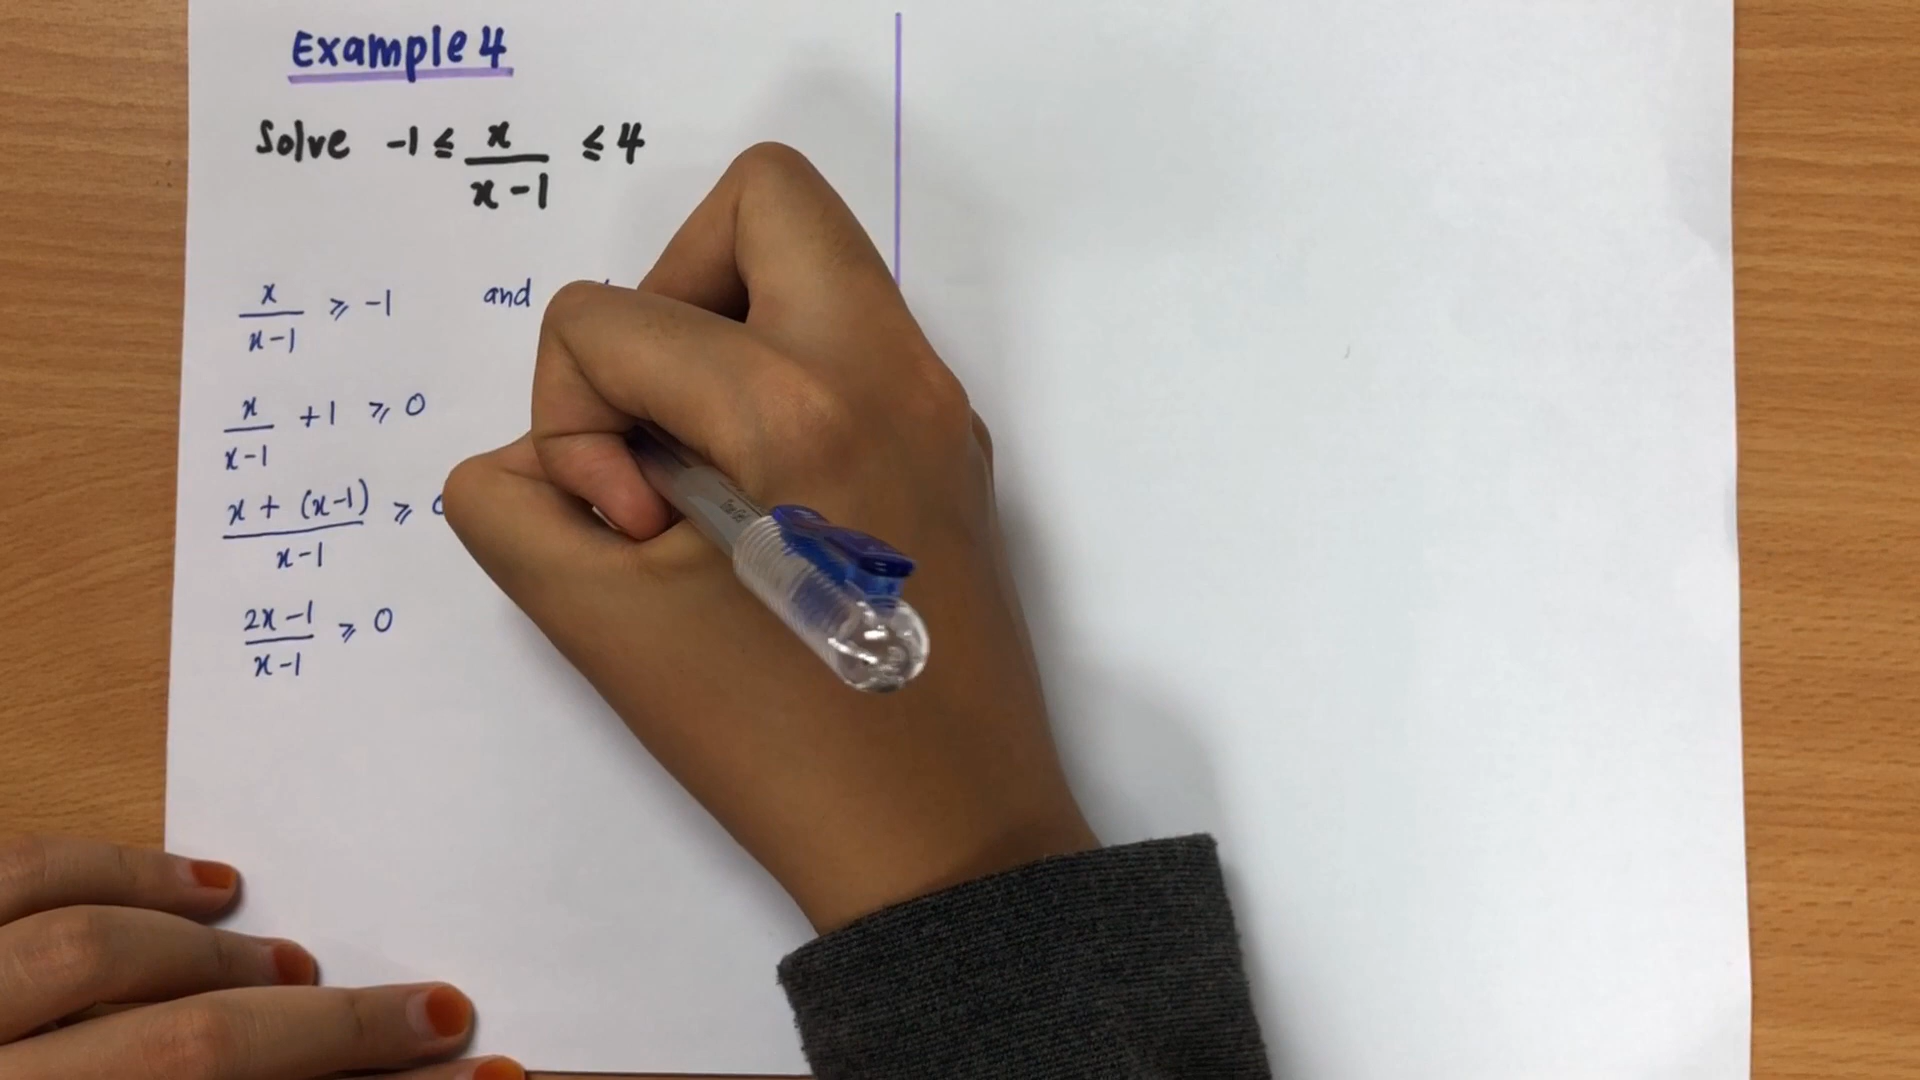 Example 4
Solve -1 ≤ x/(x-1) ≤ 4
x/(x-1) ⩾ -1 and
x/(x-1) +1 ⩾ 0
(x + (x-1))/(x-1) ⩾
(2x-1)/(x-1) ⩾ 0